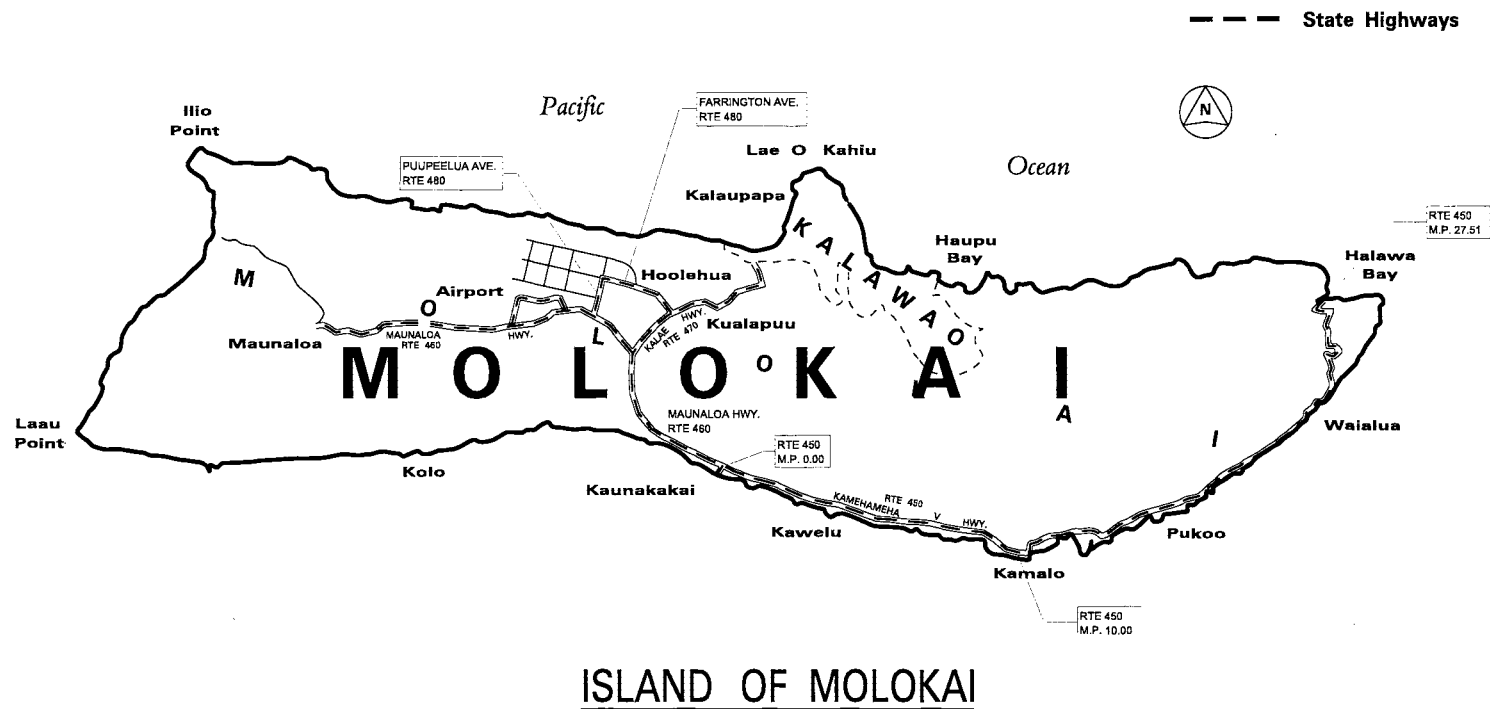 State Highways
Pacific
FARRINGTON AVE.
RTE 480
Ilio
Point
N
Lae O Kahiu
Ocean
PUUPEELUA AVE.
RTE 480
Kalaupapa
RTE 450
M.P. 27.51
KALAWAO
Haupu
Bay
Halawa
Bay
Hoolehua
Airport
MOLOKAI
MAUNALOA
RTE 460
HWY.
KALAE HWY.
RTE 470
Kualapuu
Maunaloa
MOLOKAI
MAUNALOA HWY.
RTE 460
Laau
Point
Waialua
RTE 450
M.P. 0.00
Kolo
Kaunakakai
RTE 450
KAMEHAMEHA V HWY.
Kawelu
Pukoo
Kamalo
RTE 450
M.P. 10.00
ISLAND OF MOLOKAI